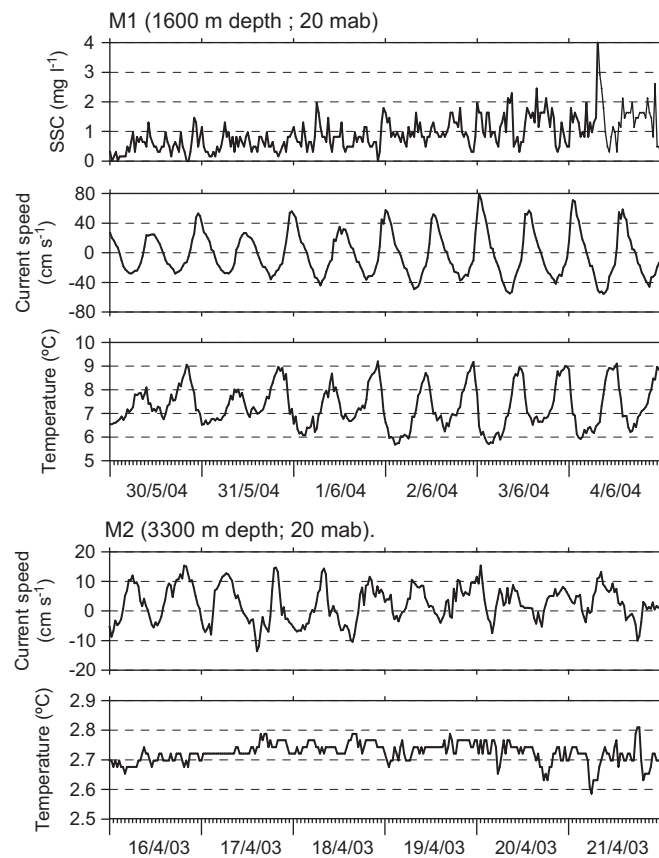 M1 (1600 m depth ; 20 mab)
SSC (mg l-1)
4
3
2
1
0
Current speed
(cm s-1)
80
40
0
-40
-80
Temperature (ºC)
10
9
8
7
6
5
30/5/04 31/5/04 1/6/04 2/6/04 3/6/04 4/6/04
M2 (3300 m depth; 20 mab).
Current speed
(cm s-1)
20
10
0
-10
-20
Temperature (ºC)
2.9
2.8
2.7
2.6
2.5
16/4/03 17/4/03 18/4/03 19/4/03 20/4/03 21/4/03